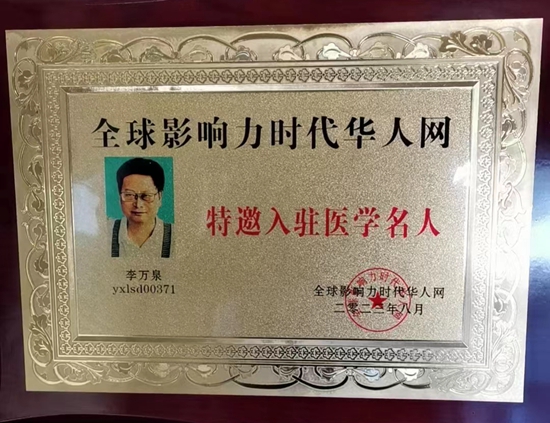 全球影响力时代华人网
特邀入驻医学名人
李万泉
yxlsd00371
全球影响力时代华人网
二零二二年八月